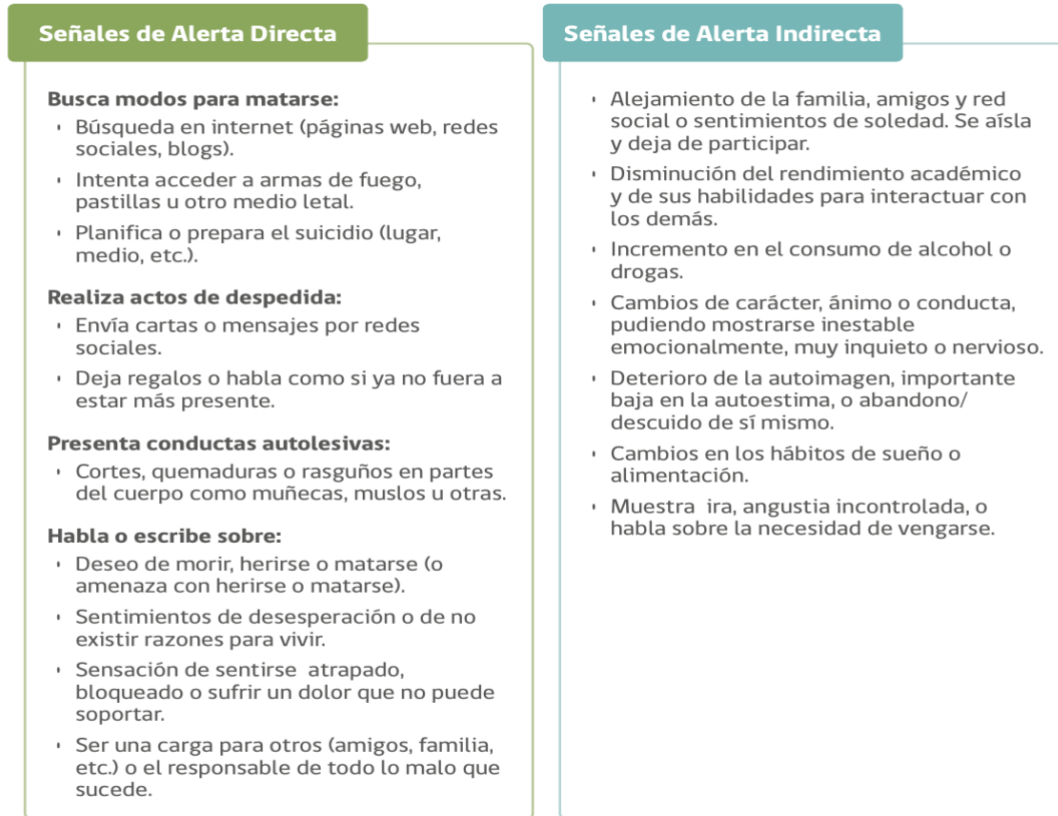 Señales de Alerta Directa
Busca modos para matarse:
Búsqueda en internet (páginas web, redes
sociales, blogs).
Intenta acceder a armas de fuego,
pastillas u otro medio letal.
Planifica o prepara el suicidio (lugar,
medio, etc.).
Realiza actos de despedida:
Envía cartas o mensajes por redes
sociales.
Deja regalos o habla como si ya no fuera a
estar más presente.
Presenta conductas autolesivas:
Cortes, quemaduras o rasguños en partes
del cuerpo como muñecas, muslos u otras.
Habla o escribe sobre:
Deseo de morir, herirse o matarse (o
amenaza con herirse o matarse).
Sentimientos de desesperación o de no
existir razones para vivir.
Sensación de sentirse atrapado,
bloqueado o sufrir un dolor que no puede
soportar.
Ser una carga para otros (amigos, familia,
etc.) o el responsable de todo lo malo que
sucede.
Señales de Alerta Indirecta
Alejamiento de la familia, amigos y red
social o sentimientos de soledad. Se aísla
y deja de participar.
Disminución del rendimiento académico
y de sus habilidades para interactuar con
los demás.
Incremento en el consumo de alcohol o
drogas.
Cambios de carácter, ánimo o conducta,
pudiendo mostrarse inestable
emocionalmente, muy inquieto o nervioso.
Deterioro de la autoimagen, importante
baja en la autoestima, o abandono/
descuido de sí mismo.
Cambios en los hábitos de sueño o
alimentación.
Muestra ira, angustia incontrolada, o
habla sobre la necesidad de vengarse.